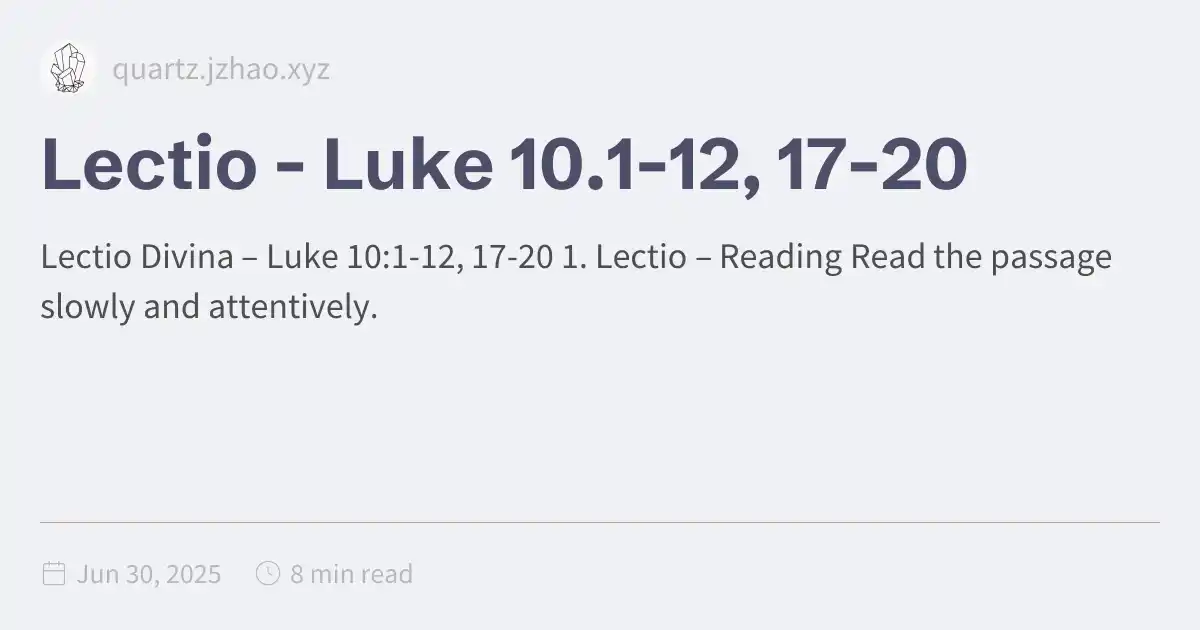 quartz.jzhao.xyz
Lectio - Luke 10.1-12, 17-20
Lectio Divina – Luke 10:1-12, 17-20 1. Lectio – Reading Read the passage
slowly and attentively.
Jun 30, 2025 8 min read